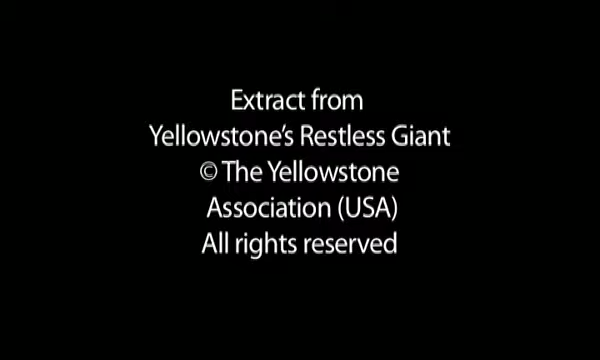 Extract from
Yellowstone’s Restless Giant
© The Yellowstone
Association (USA)
All rights reserved